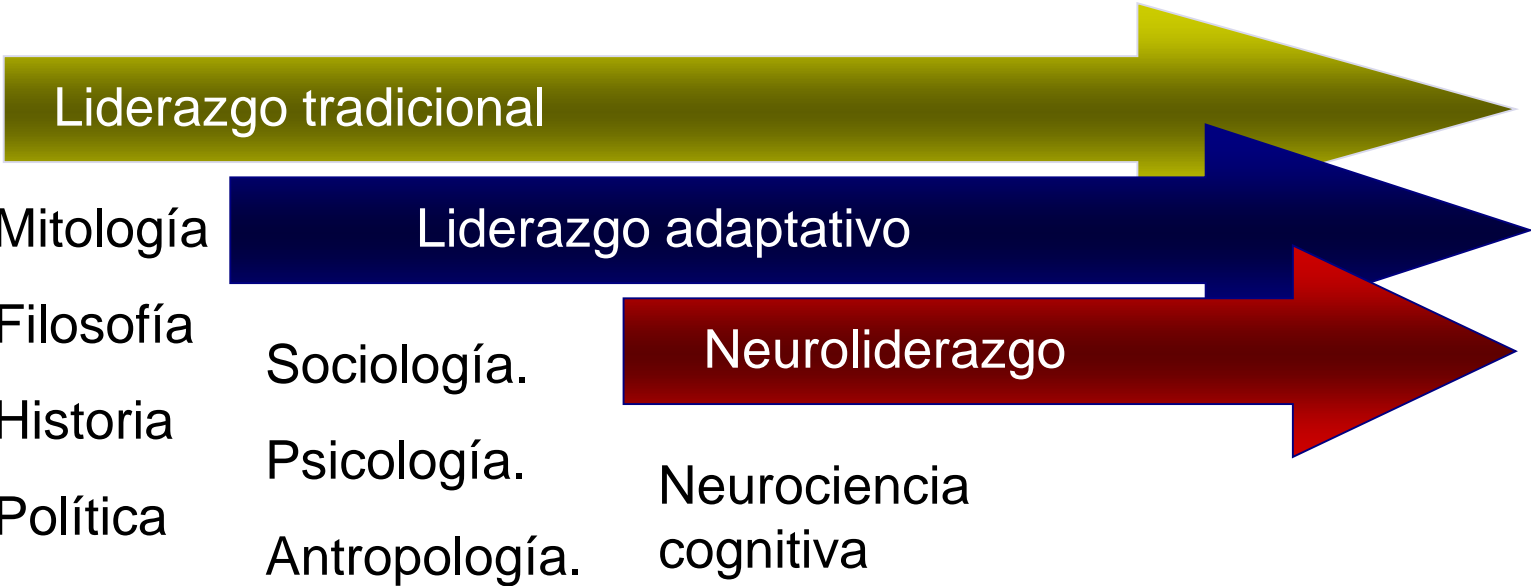 Liderazgo tradicional
Mitología
Liderazgo adaptativo
Filosofía
Sociología.
Neuroliderazgo
Historia
Psicología.
Política
Antropología.
Neurociencia
cognitiva